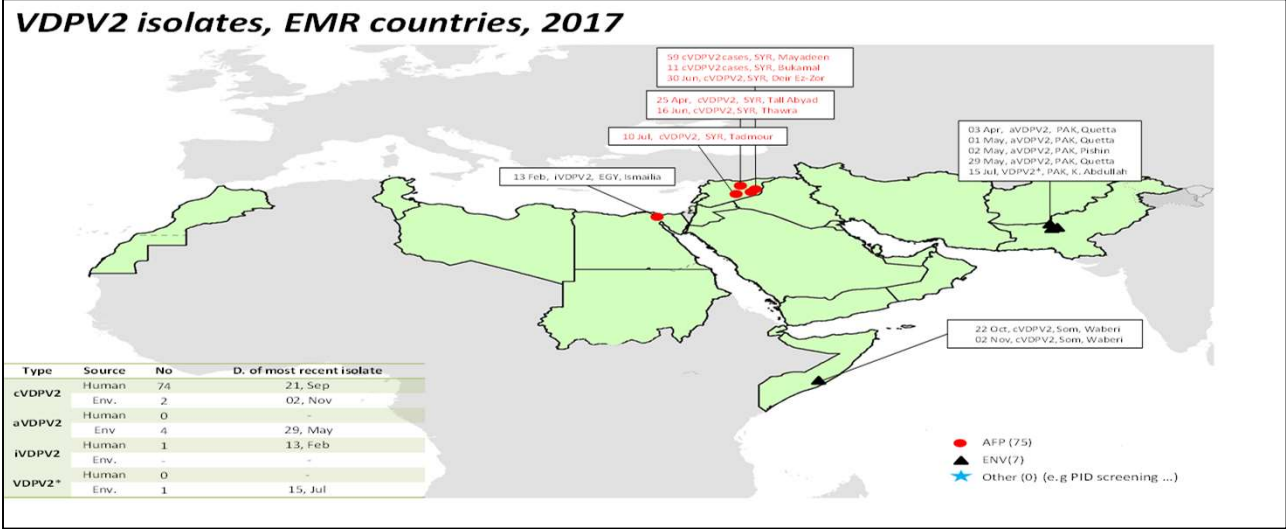 VDPV2 isolates, EMR countries, 2017
59 cVDPV2 cases, SYR, Mayadeen
11 cVDPV2 cases, SYR, Bukamal
30 Jun, cVDPV2, SYR, Deir Ez-Zor
25 Apr, cVDPV2, SYR, Tall Abyad
16 Jun, cVDPV2, SYR, Thawra
10 Jul, cVDPV2, SYR, Tadmour
13 Feb, iVDPV2, EGY, Ismailia
03 Apr, aVDPV2, PAK, Quetta
01 May, aVDPV2, PAK, Quetta
02 May, aVDPV2, PAK, Pishin
29 May, aVDPV2, PAK, Quetta
15 Jul, VDPV2*, PAK, K. Abdullah
22 Oct, cVDPV2, Som, Waberi
02 Nov, cVDPV2, Som, Waberi
Type Source No D. of most recent isolate
cVDPV2 Human 74 21, Sep
Env. 2 02, Nov
aVDPV2 Human 0 -
Env 4 29, May
iVDPV2 Human 1 13, Feb
Env. - -
VDPV2* Human 0 -
Env. 1 15, Jul
AFP (75)
ENV(7)
Other (0) (e.g PID screening ...)